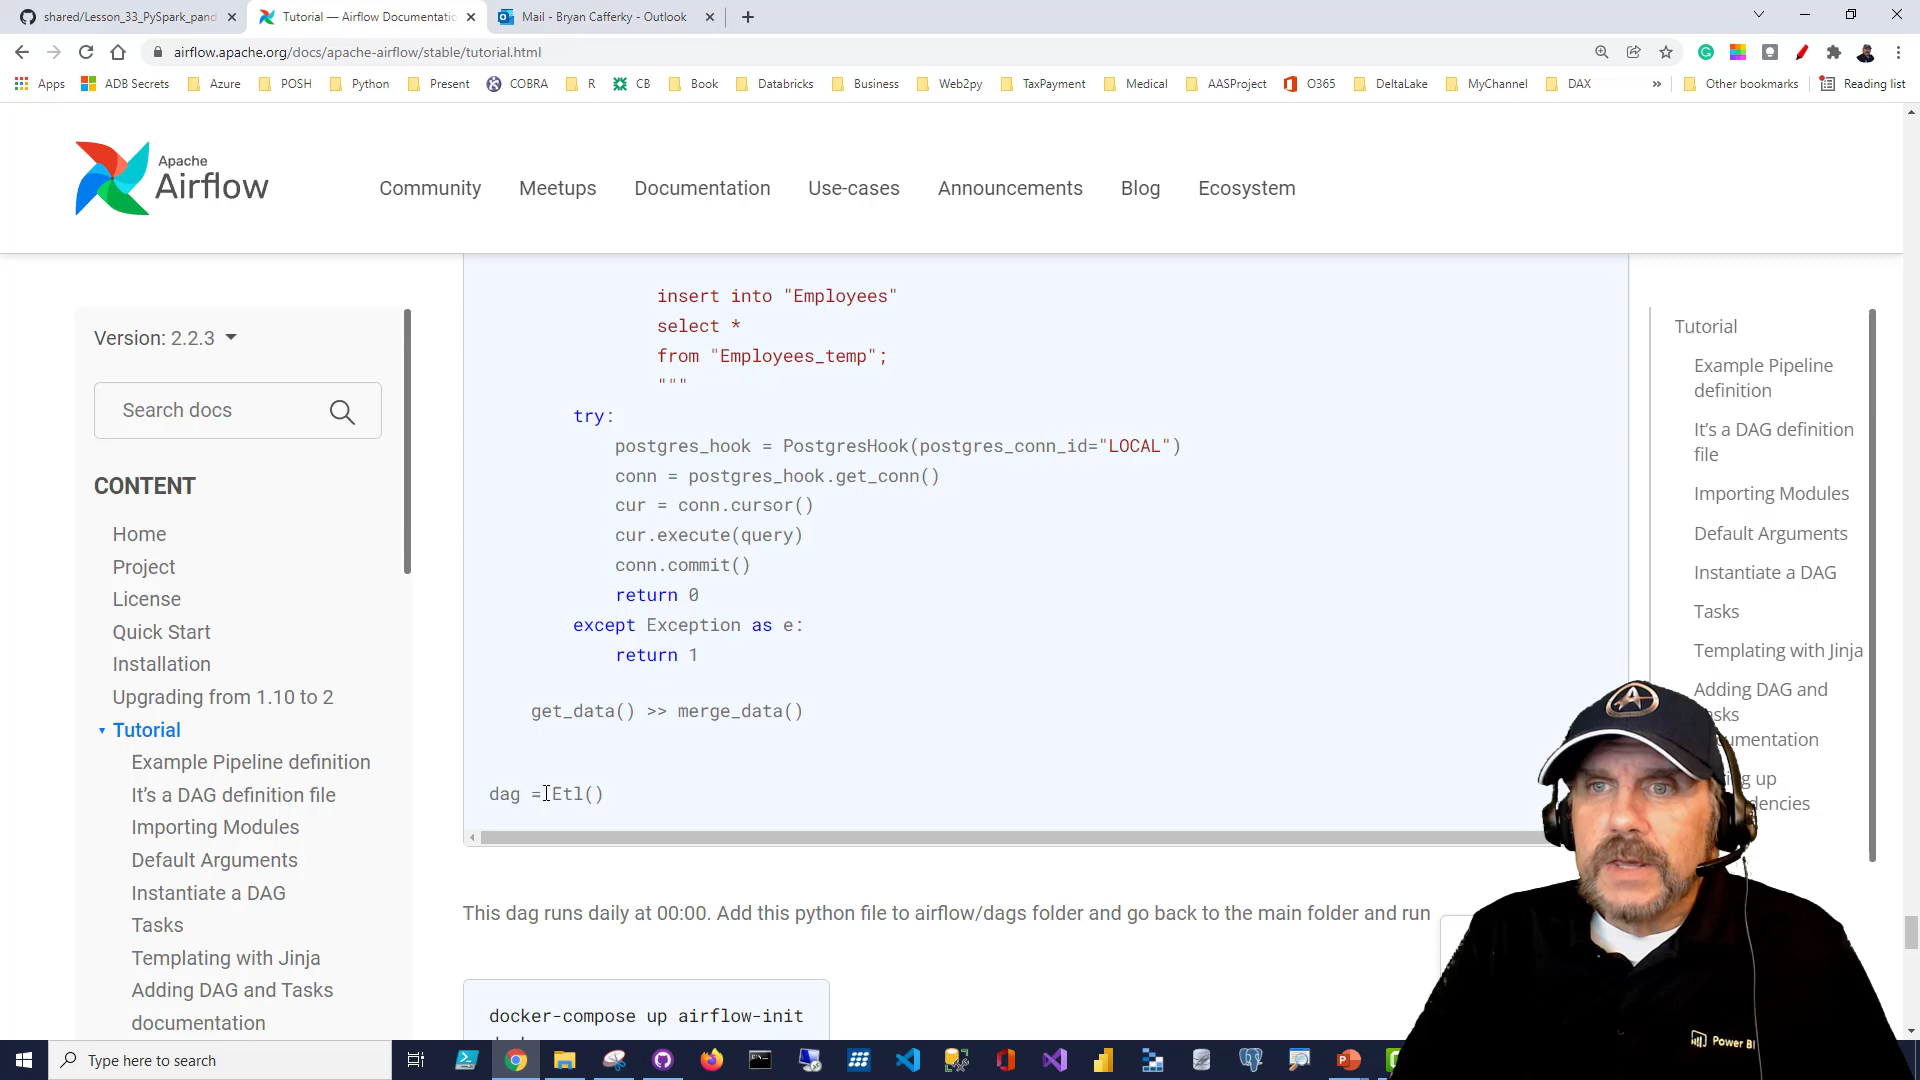 shared/Lesson_33_PySpark_pand
Tutorial — Airflow Documentatio
Mail - Bryan Cafferky - Outlook
airflow.apache.org/docs/apache-airflow/stable/tutorial.html
Apps
ADB Secrets
Azure
POSH
Python
Present
COBRA
R
CB
Book
Databricks
Business
Web2py
TaxPayment
Medical
AASProject
O365
DeltaLake
MyChannel
DAX
»
Other bookmarks
Reading list
Apache
Airflow
Community
Meetups
Documentation
Use-cases
Announcements
Blog
Ecosystem
Version: 2.2.3
Search docs
CONTENT
Home
Project
License
Quick Start
Installation
Upgrading from 1.10 to 2
Tutorial
Example Pipeline definition
It's a DAG definition file
Importing Modules
Default Arguments
Instantiate a DAG
Tasks
Templating with Jinja
Adding DAG and Tasks
documentation
insert into "Employees"
select *
from "Employees_temp";
"""
try:
postgres_hook = PostgresHook(postgres_conn_id="LOCAL")
conn = postgres_hook.get_conn()
cur = conn.cursor()
cur.execute(query)
conn.commit()
return 0
except Exception as e:
return 1
get_data() >> merge_data()
dag = Etl()
This dag runs daily at 00:00. Add this python file to airflow/dags folder and go back to the main folder and run
docker-compose up airflow-init
Tutorial
Example Pipeline
definition
It's a DAG definition
file
Importing Modules
Default Arguments
Instantiate a DAG
Tasks
Templating with Jinja
Adding DAG and
asks
umentation
up
dencies
Power BI
Type here to search